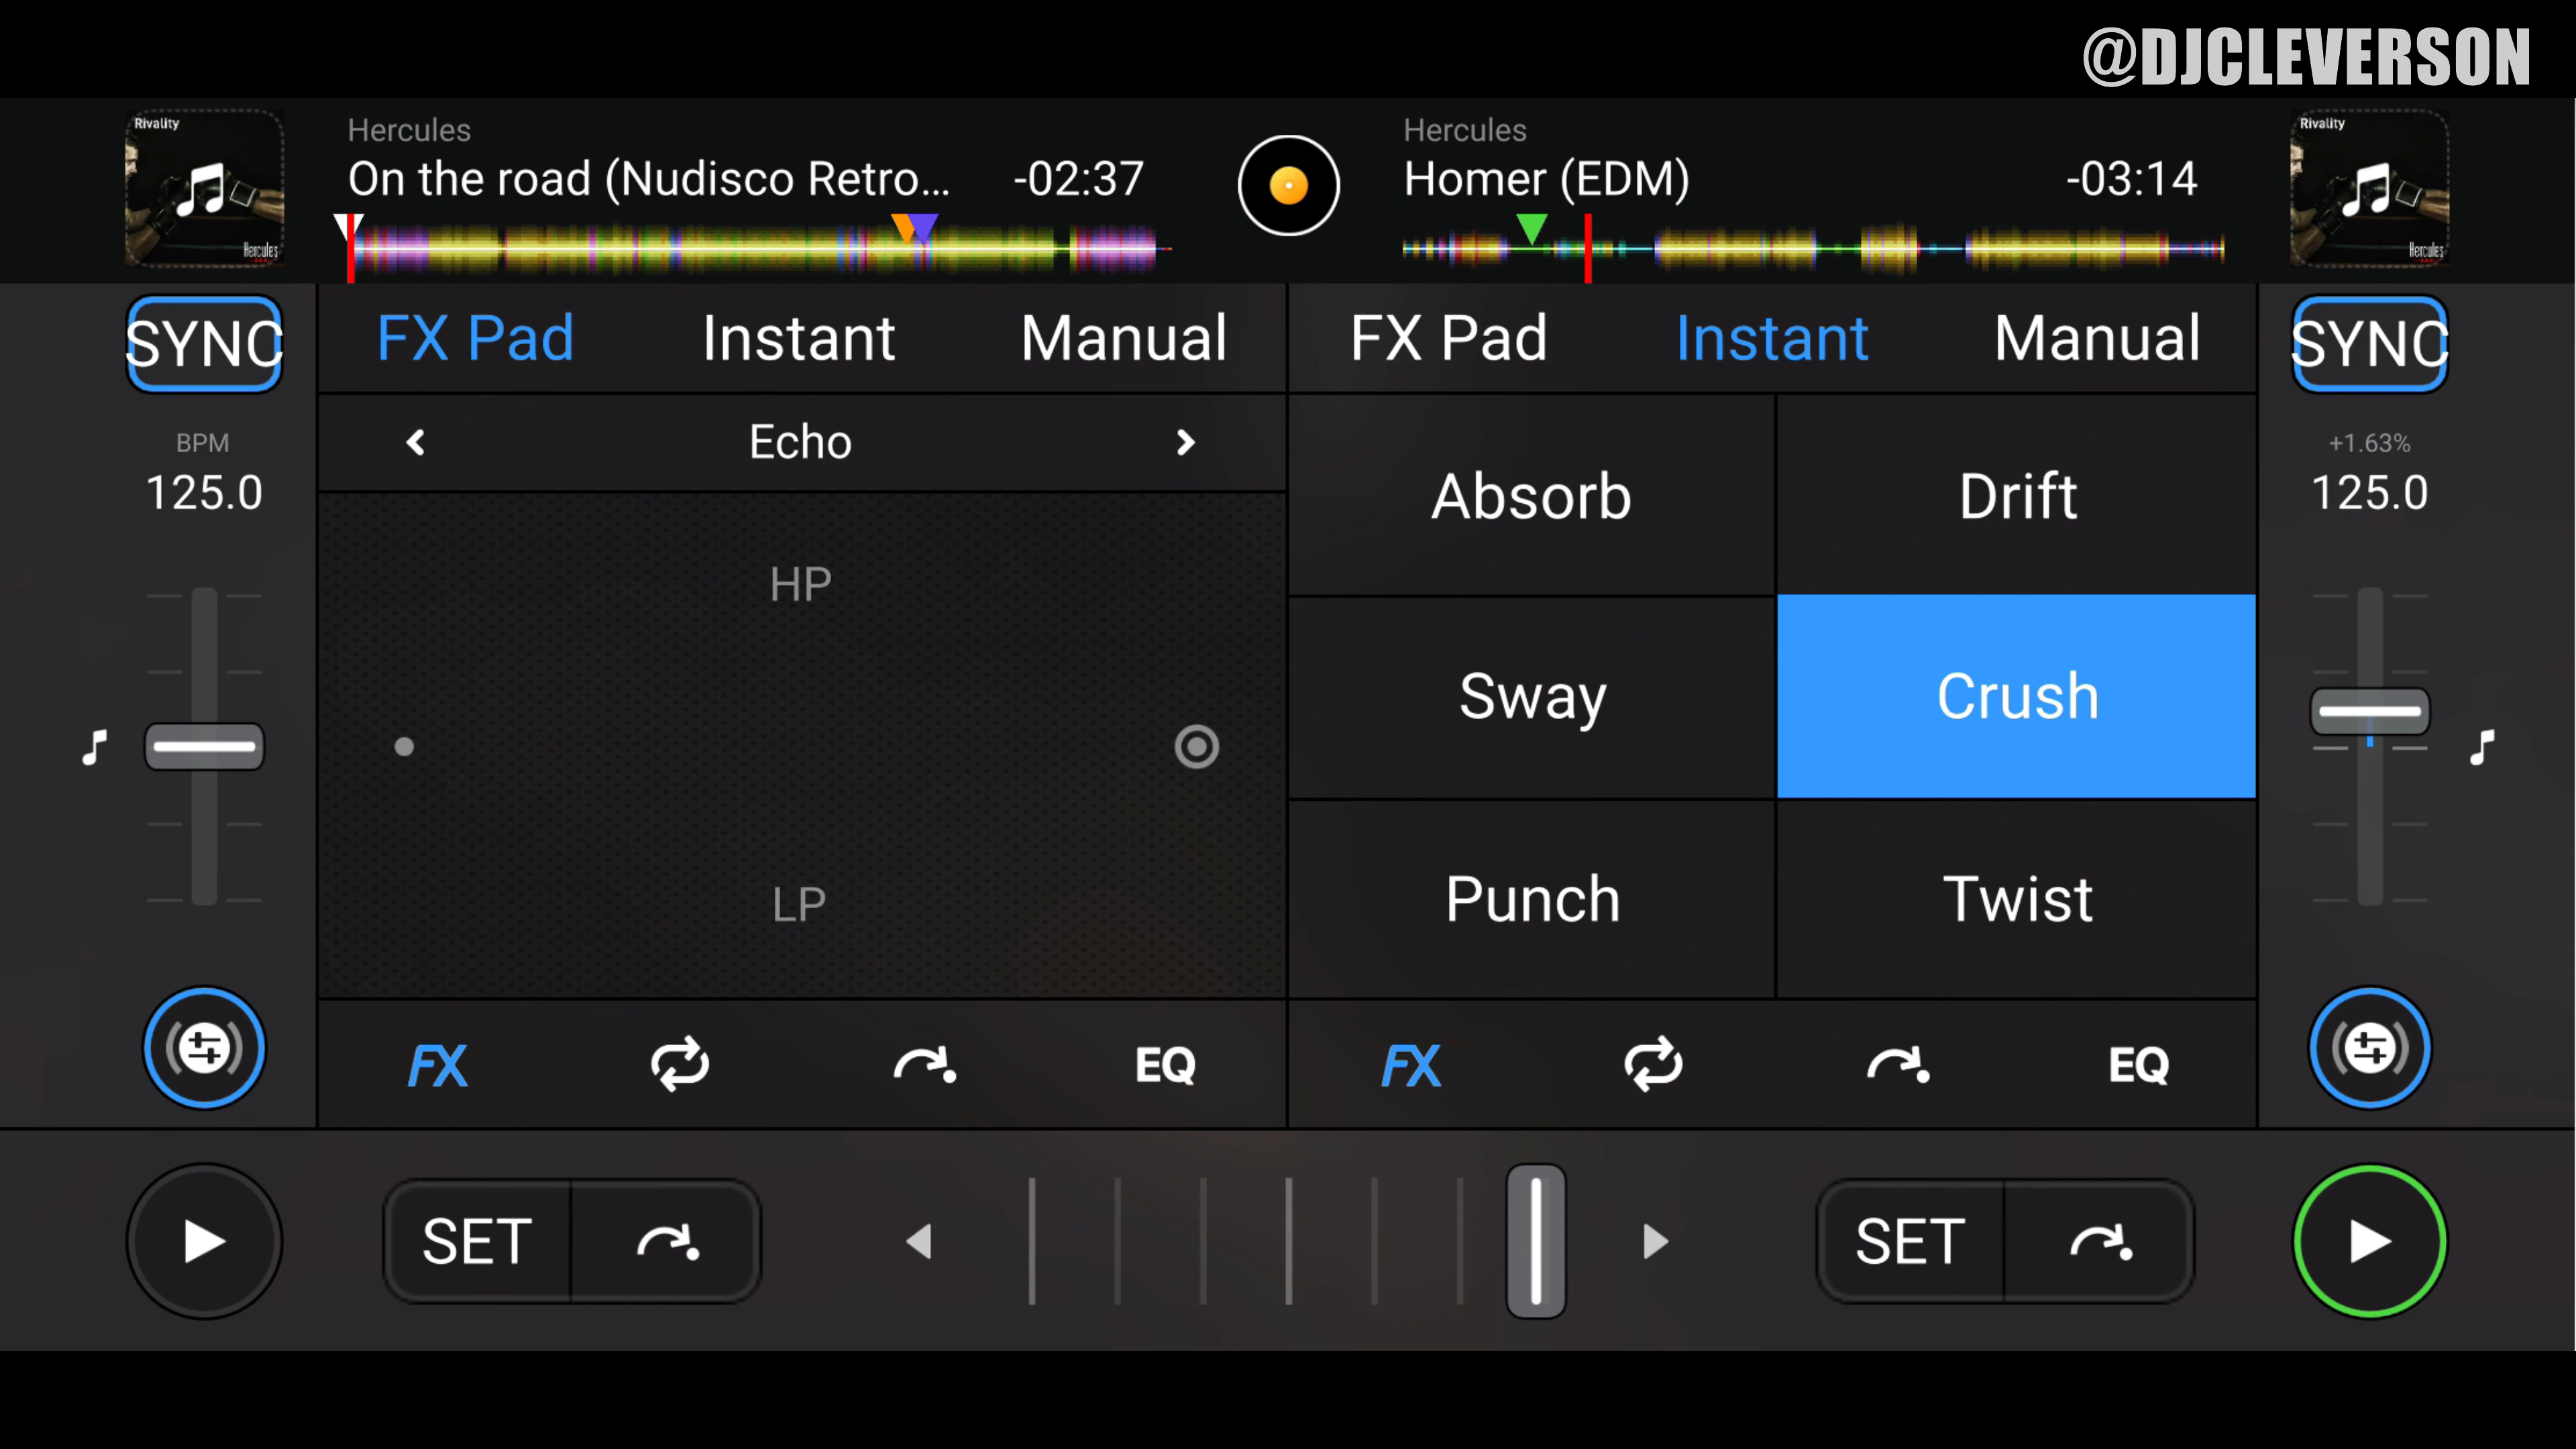 @DJCLEVERSON
Rivality
Hercules
Hercules
On the road (Nudisco Retro...
-02:37
Hercules
Homer (EDM)
-03:14
Rivality
Hercules
SYNC
FX Pad
Instant
Manual
FX Pad
Instant
Manual
SYNC
BPM
125.0
Echo
HP
LP
Absorb
Drift
Sway
Crush
Punch
Twist
+1.63%
125.0
FX
EQ
FX
EQ
SET
SET